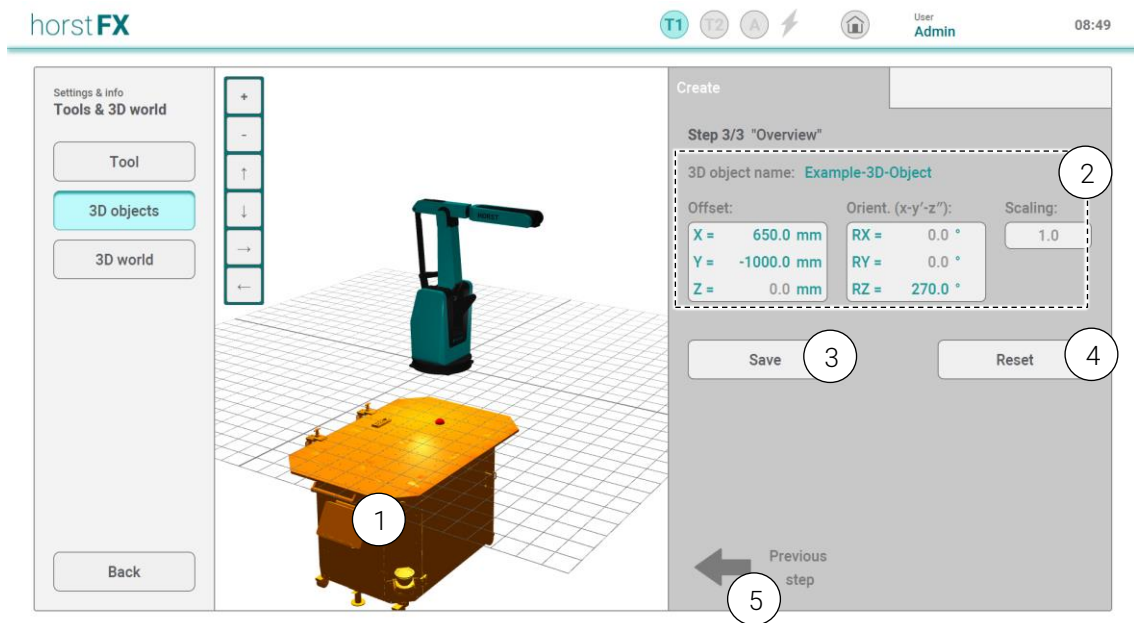 horstFX
T1 T2 A User
Admin 08:49
Settings & info
Tools & 3D world
Tool
3D objects
3D world
Back
+
-
↑
↓
→
←
HORST
1
Create
Step 3/3 "Overview"
3D object name: Example-3D-Object
2
Offset: Orient. (x-y′-z″): Scaling:
X = 650.0 mm RX = 0.0 ° 1.0
Y = -1000.0 mm RY = 0.0 °
Z = 0.0 mm RZ = 270.0 °
Save 3 Reset 4
Previous
step
5